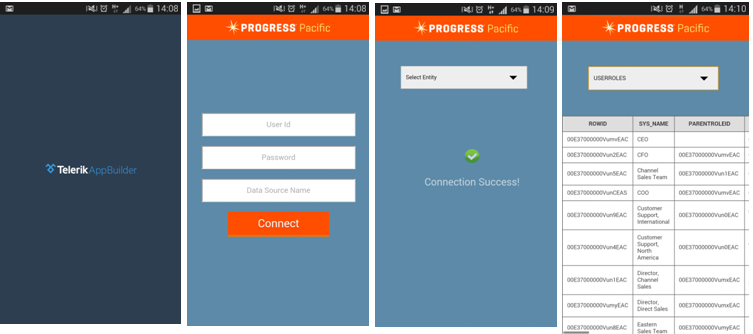 64% 14:08
Telerik AppBuilder
64% 14:08
PROGRESS Pacific
User Id
Password
Data Source Name
Connect
64% 14:09
PROGRESS Pacific
Select Entity
Connection Success!
64% 14:10
PROGRESS Pacific
USERROLES
ROWID SYS_NAME PARENTROLEID
00E37000000VumvEAC CEO
00E37000000Vun2EAC CFO 00E37000000VumvEAC
00E37000000Vun5EAC Channel Sales Team 00E37000000Vun1EAC
00E37000000VunCEAS COO 00E37000000VumvEAC
00E37000000Vun9EAC Customer Support, International 00E37000000Vun0EAC
00E37000000Vun4EAC Customer Support, North America 00E37000000Vun0EAC
00E37000000Vun1EAC Director, Channel Sales 00E37000000VumxEAC
00E37000000VumyEAC Director, Direct Sales 00E37000000VumxEAC
00E37000000Vun8EAC Eastern Sales Team 00E37000000VumyEAC